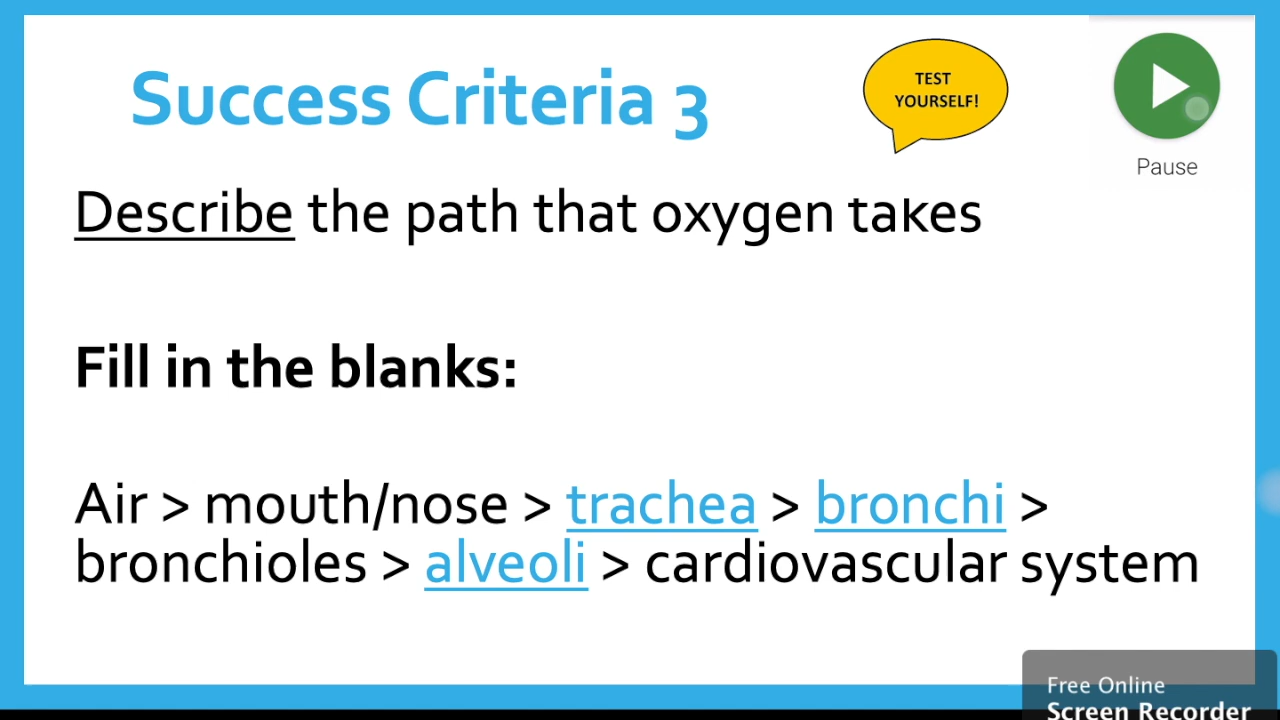 Success Criteria 3
TEST
YOURSELF!
Pause
Describe the path that oxygen takes
Fill in the blanks:
Air > mouth/nose > trachea > bronchi >
bronchioles > alveoli > cardiovascular system
Free Online
Screen Recorder